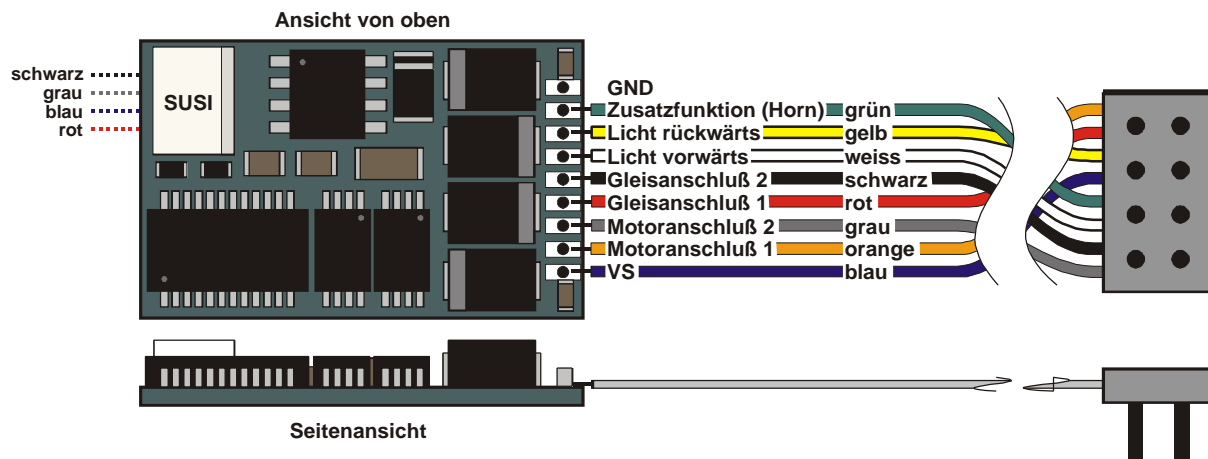 Ansicht von oben
schwarz
grau
blau
rot
SUSI
GND
Zusatzfunktion (Horn) grün
Licht rückwärts gelb
Licht vorwärts weiss
Gleisanschluß 2 schwarz
Gleisanschluß 1 rot
Motoranschluß 2 grau
Motoranschluß 1 orange
VS blau
Seitenansicht